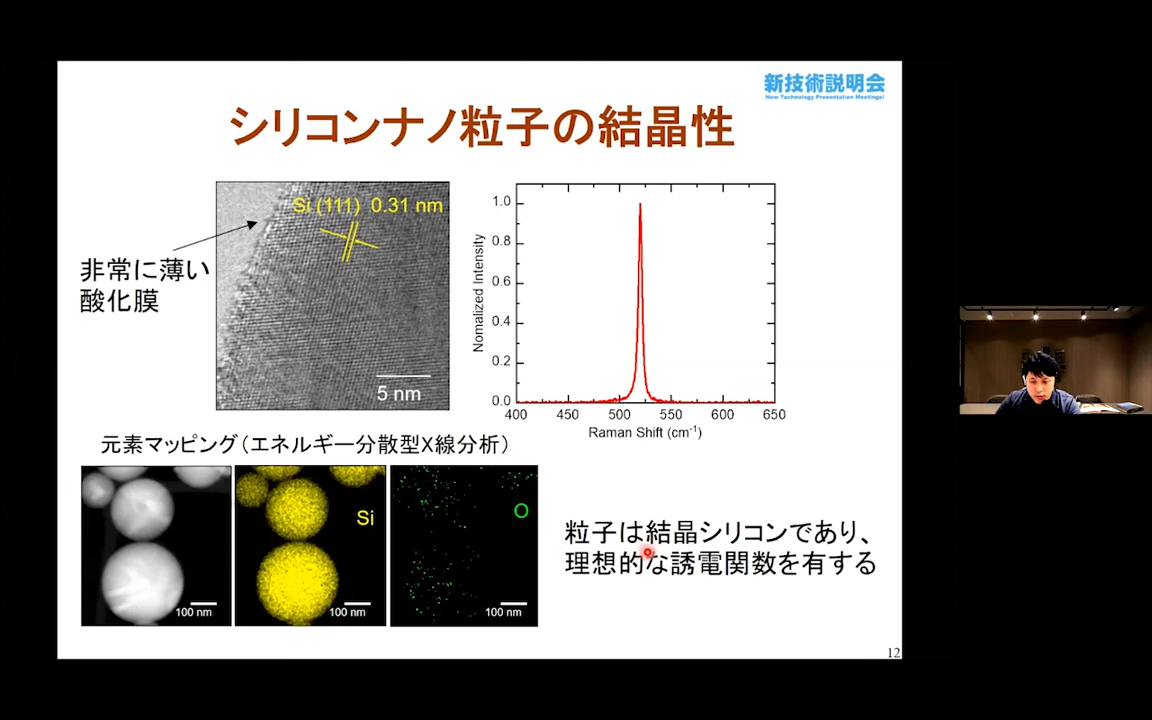 新技術説明会
New Technology Presentation Meetings!
シリコンナノ粒子の結晶性
Si (111) 0.31 nm
非常に薄い
酸化膜
5 nm
Nomalized Intensity
1.0
0.8
0.6
0.4
0.2
0.0
400 450 500 550 600 650
Raman Shift (cm⁻¹)
元素マッピング（エネルギー分散型X線分析）
100 nm
Si
100 nm
O
100 nm
粒子は結晶シリコンであり、
理想的な誘電関数を有する
12